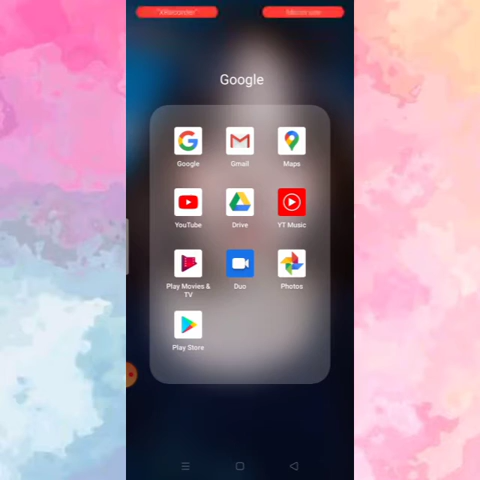 Google
Google
Gmail
Maps
YouTube
Drive
YT Music
Play Movies &
TV
Duo
Photos
Play Store